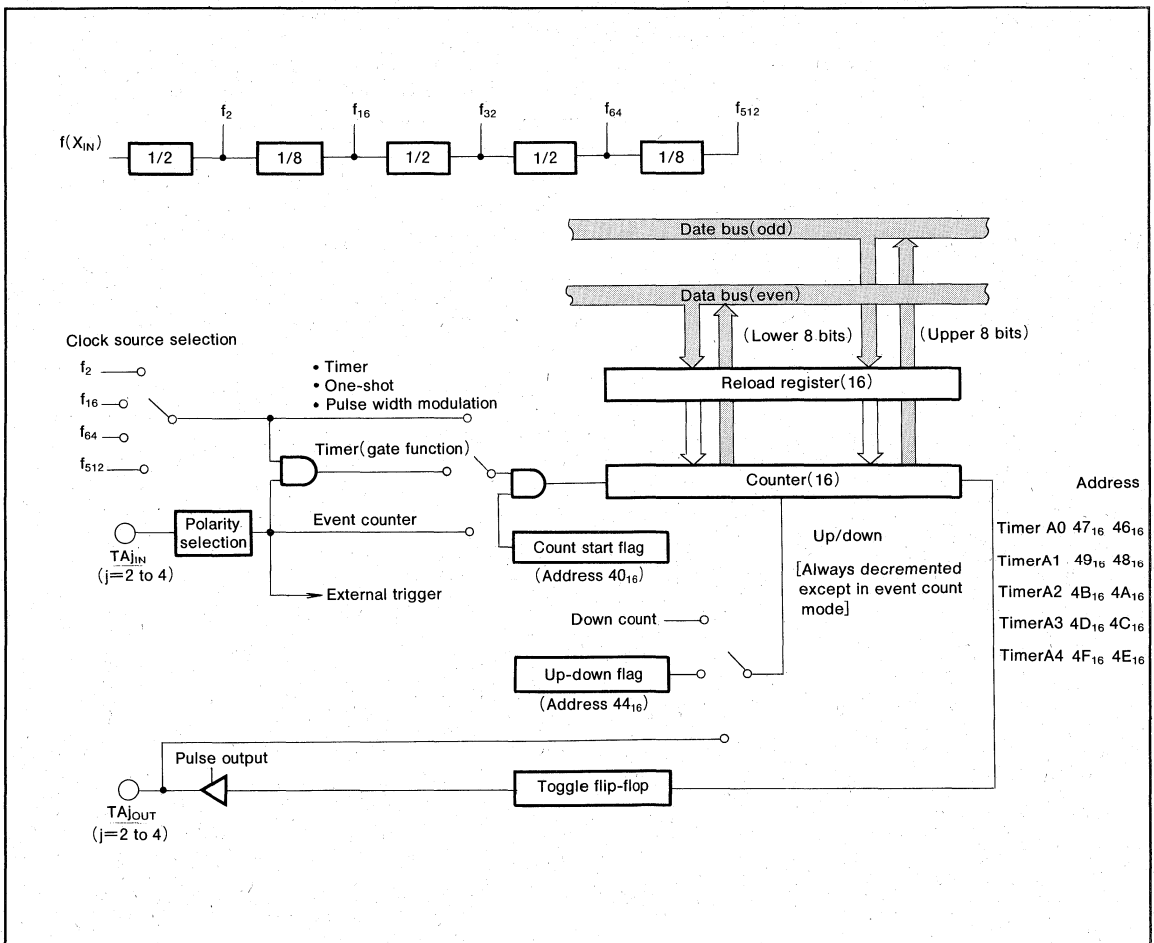 f₂
f₁₆
f₃₂
f₆₄
f₅₁₂
f(X_IN)
1/2
1/8
1/2
1/2
1/8
Date bus(odd)
Data bus(even)
(Lower 8 bits)
(Upper 8 bits)
Clock source selection
f₂
f₁₆
f₆₄
f₅₁₂
• Timer
• One-shot
• Pulse width modulation
Reload register(16)
Timer(gate function)
Counter(16)
Address
Polarity
selection
Event counter
TAj_IN
(j=2 to 4)
External trigger
Count start flag
(Address 40₁₆)
Up/down
[Always decremented
except in event count
mode]
Timer A0 47₁₆ 46₁₆
TimerA1 49₁₆ 48₁₆
TimerA2 4B₁₆ 4A₁₆
TimerA3 4D₁₆ 4C₁₆
TimerA4 4F₁₆ 4E₁₆
Down count
Up-down flag
(Address 44₁₆)
Pulse output
Toggle flip-flop
TAj_OUT
(j=2 to 4)